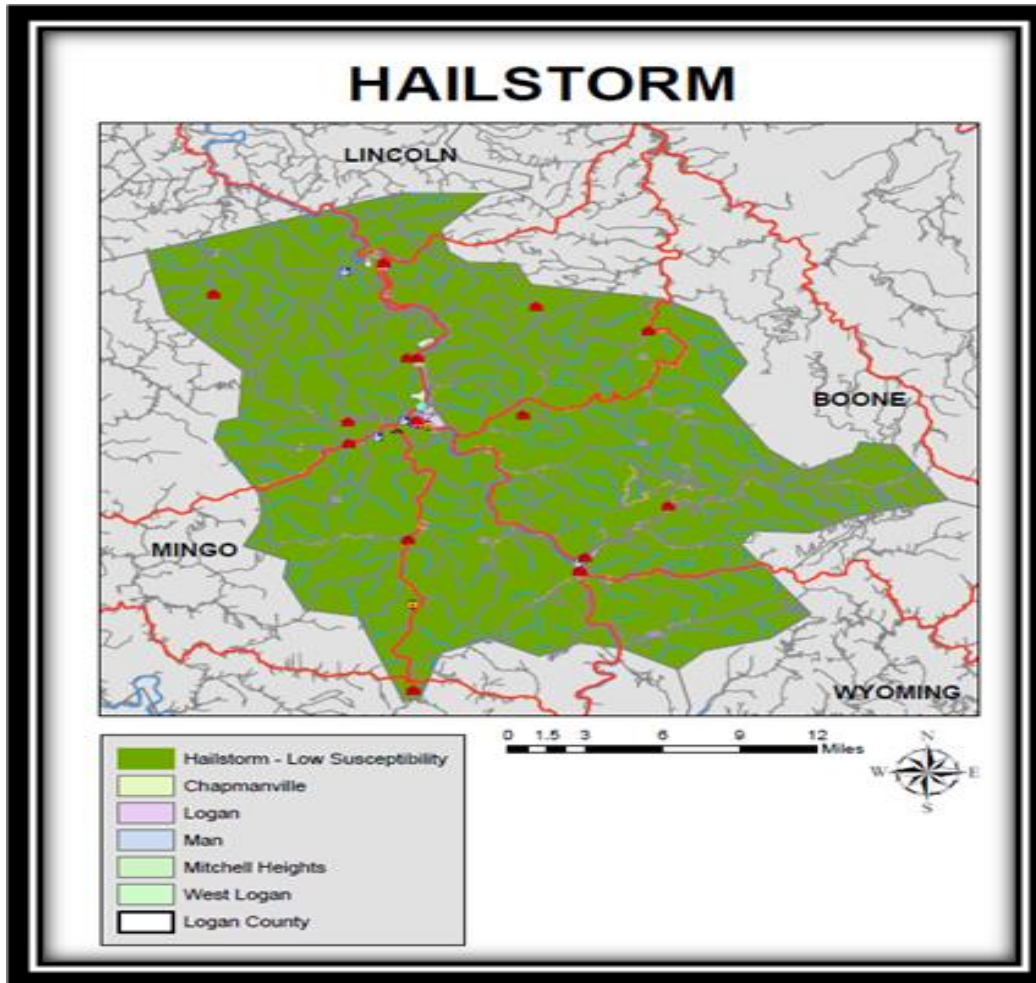 HAILSTORM
LINCOLN
BOONE
MINGO
WYOMING
0 1.5 3 6 9 12
Miles
N
W E
S
Hailstorm - Low Susceptibility
Chapmanville
Logan
Man
Mitchell Heights
West Logan
Logan County